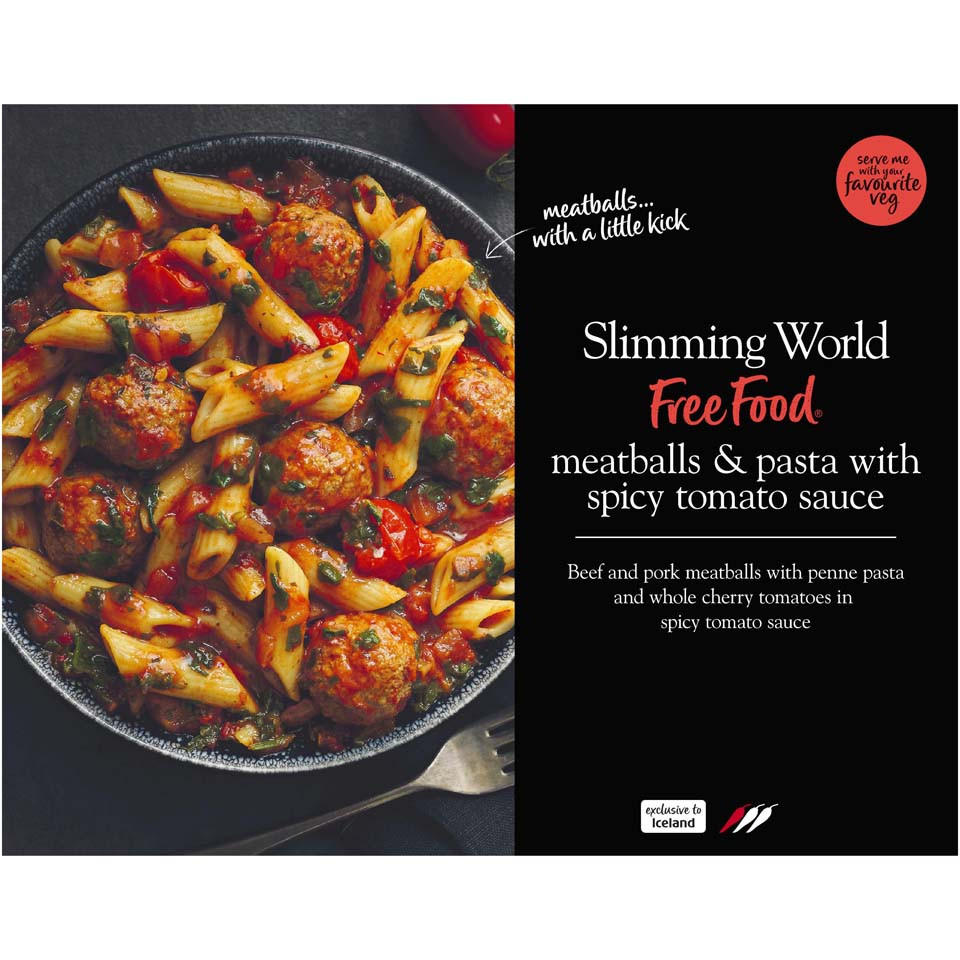 meatballs...
with a little kick
serve me
with your
favourite
veg
Slimming World
Free Food®
meatballs & pasta with
spicy tomato sauce
Beef and pork meatballs with penne pasta
and whole cherry tomatoes in
spicy tomato sauce
exclusive to
Iceland